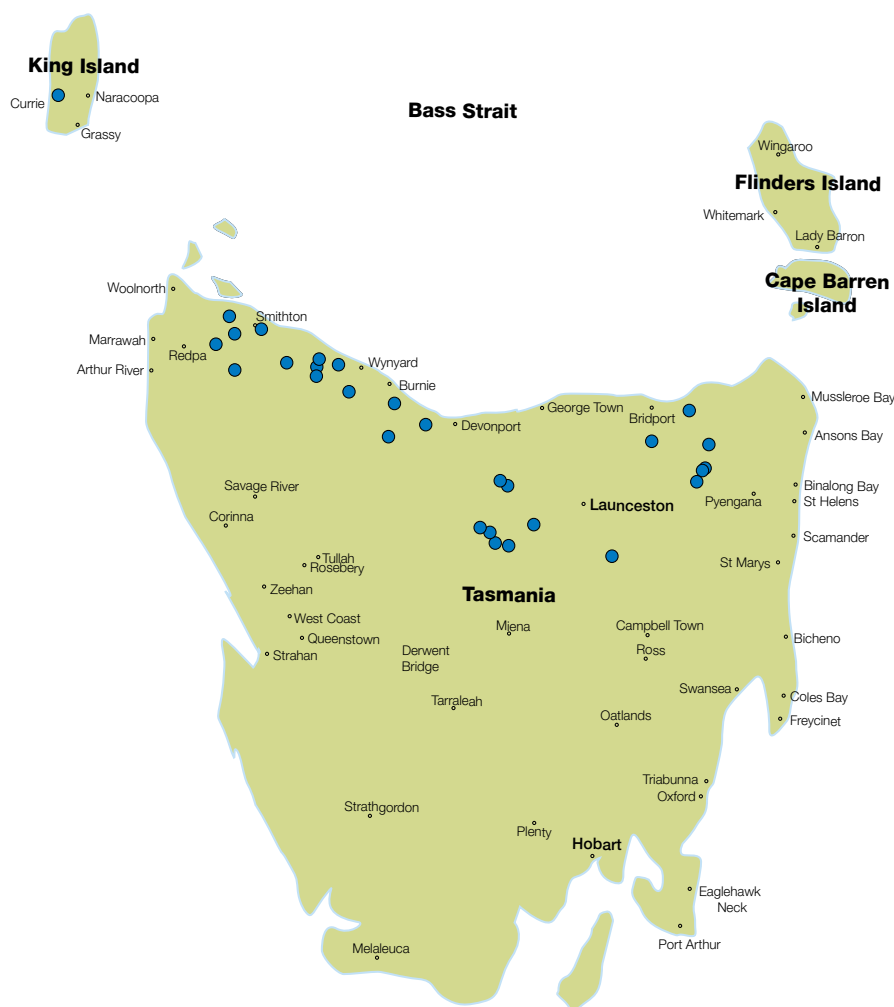 King Island
Currie
Naracoopa
Grassy
Bass Strait
Wingaroo
Flinders Island
Whitemark
Lady Barron
Cape Barren
Island
Woolnorth
Smithton
Marrawah
Redpa
Arthur River
Wynyard
Burnie
Devonport
George Town
Bridport
Mussleroe Bay
Ansons Bay
Savage River
Corinna
Launceston
Pyengana
Binalong Bay
St Helens
Scamander
Tullah
Rosebery
St Marys
Zeehan
Tasmania
West Coast
Queenstown
Strahan
Derwent
Bridge
Miena
Campbell Town
Ross
Bicheno
Tarraleah
Swansea
Coles Bay
Freycinet
Oatlands
Triabunna
Oxford
Strathgordon
Plenty
Hobart
Eaglehawk
Neck
Port Arthur
Melaleuca